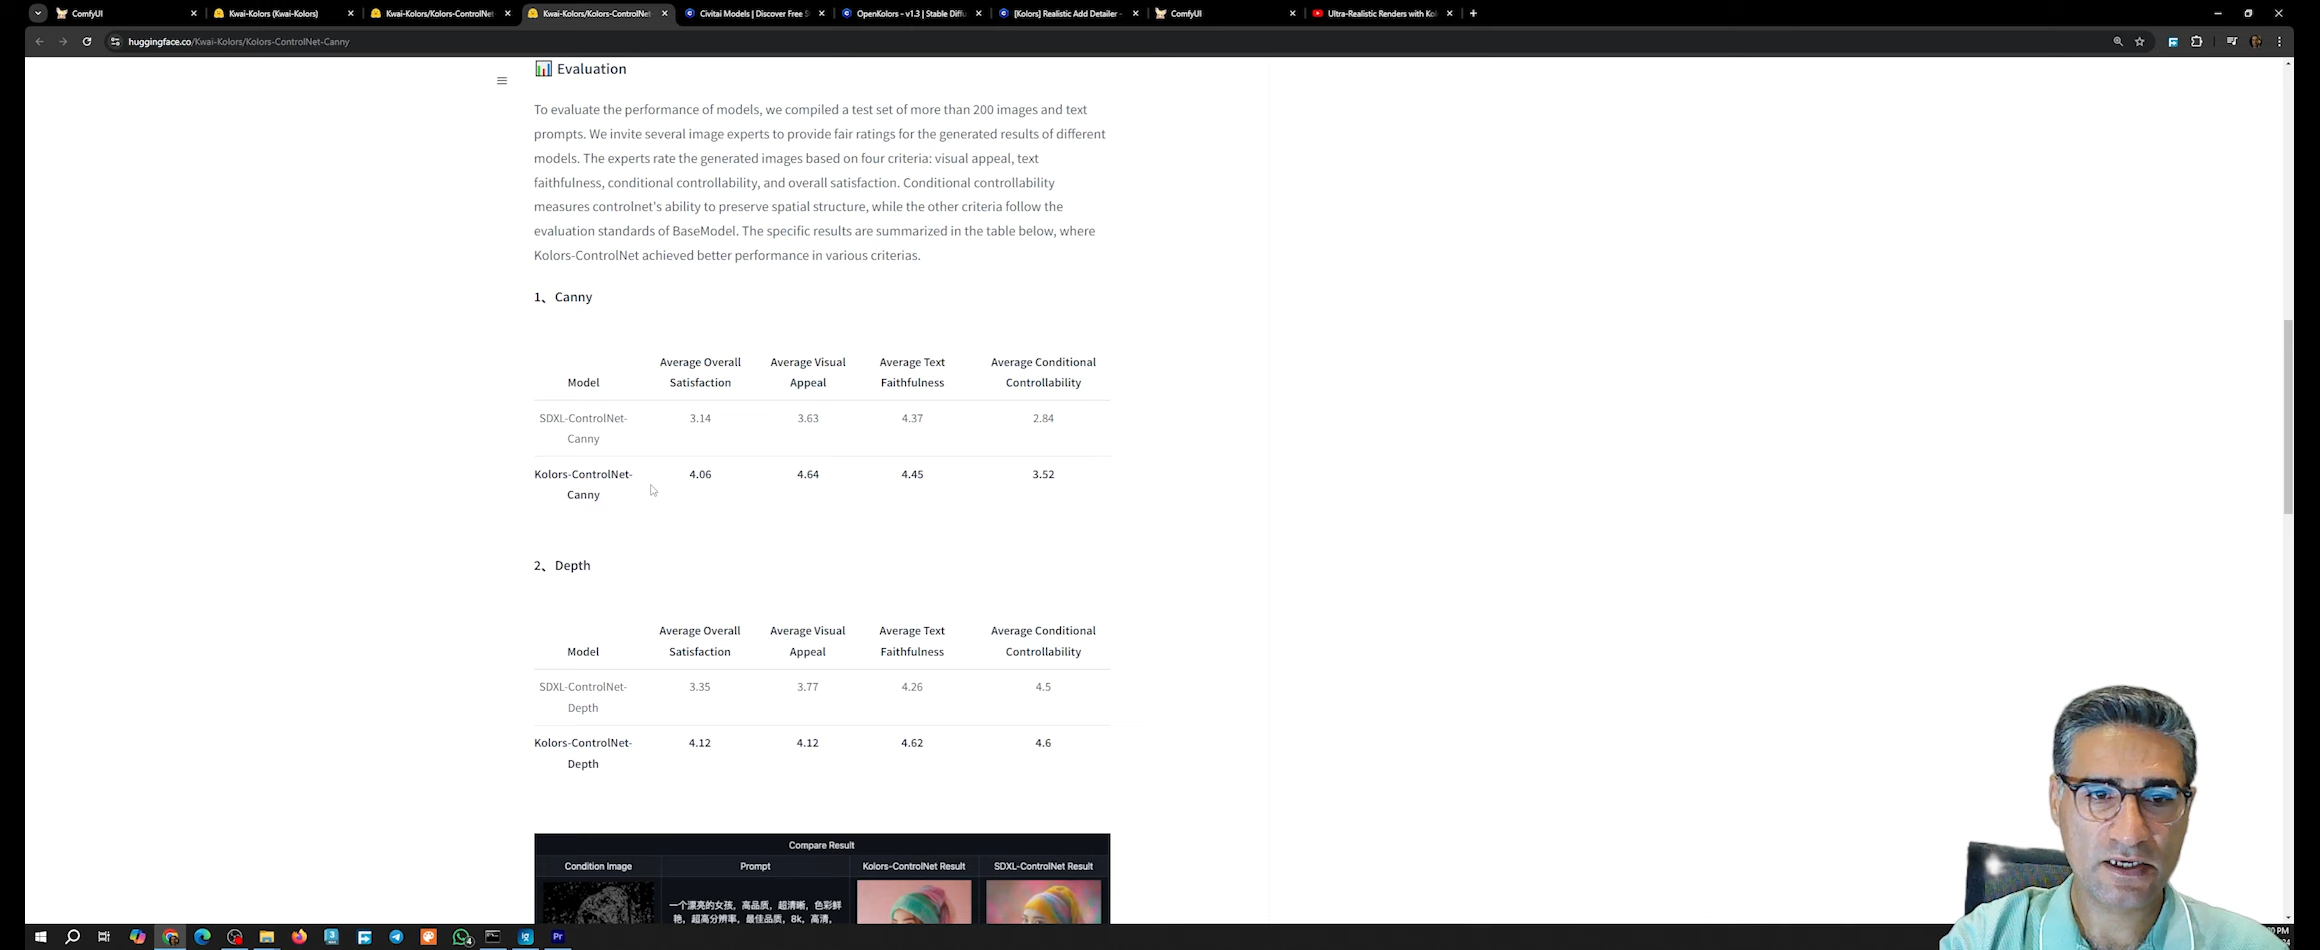 ComfyUI
Kwai-Kolors (Kwai-Kolors)
Kwai-Kolors/Kolors-ControlNet
Kwai-Kolors/Kolors-ControlNet
Civitai Models | Discover Free S
OpenKolors - v1.3 | Stable Diffu
[Kolors] Realistic Add Detailer -
ComfyUI
Ultra-Realistic Renders with Kol
huggingface.co/Kwai-Kolors/Kolors-ControlNet-Canny
Evaluation
To evaluate the performance of models, we compiled a test set of more than 200 images and text
prompts. We invite several image experts to provide fair ratings for the generated results of different
models. The experts rate the generated images based on four criteria: visual appeal, text
faithfulness, conditional controllability, and overall satisfaction. Conditional controllability
measures controlnet's ability to preserve spatial structure, while the other criteria follow the
evaluation standards of BaseModel. The specific results are summarized in the table below, where
Kolors-ControlNet achieved better performance in various criterias.
1、Canny
Average Overall Average Visual Average Text Average Conditional
Model Satisfaction Appeal Faithfulness Controllability
SDXL-ControlNet- 3.14 3.63 4.37 2.84
Canny
Kolors-ControlNet- 4.06 4.64 4.45 3.52
Canny
2、Depth
Average Overall Average Visual Average Text Average Conditional
Model Satisfaction Appeal Faithfulness Controllability
SDXL-ControlNet- 3.35 3.77 4.26 4.5
Depth
Kolors-ControlNet- 4.12 4.12 4.62 4.6
Depth
Compare Result
Condition Image Prompt Kolors-ControlNet Result SDXL-ControlNet Result
一个漂亮的女孩，高品质，超清晰，色彩鲜
艳，超高分辨率，最佳品质，8k，高清，
PM